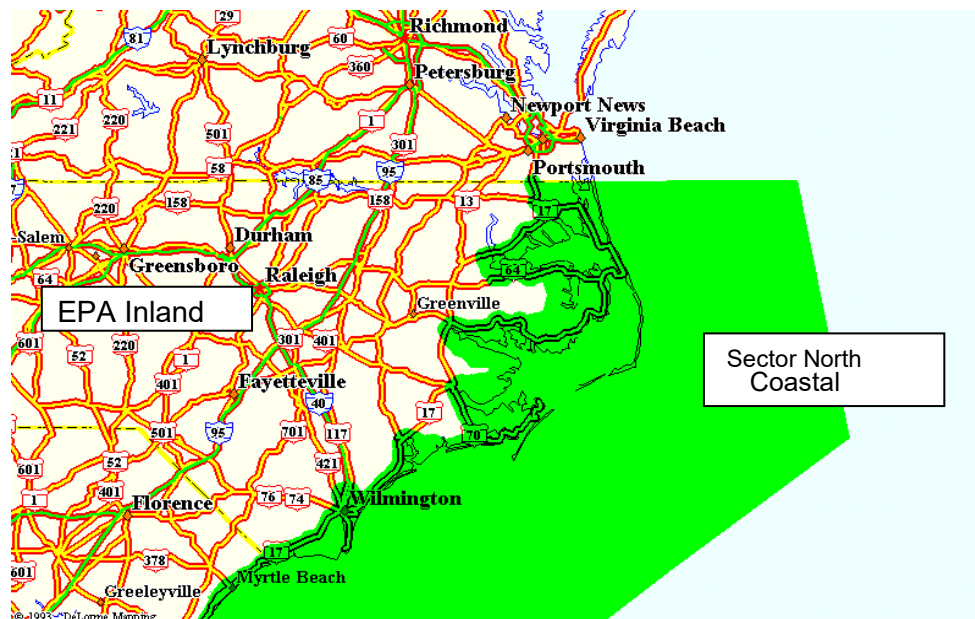 29
81
Richmond
60
Lynchburg
360
Petersburg
11
Newport News
220
1
221
501
301
Virginia Beach
58
Portsmouth
85
95
220
158
158
13
17
Salem
Durham
Greensboro
64
Raleigh
64
EPA Inland
Greenville
601
52
220
1
301
401
Sector North
Coastal
401
Fayetteville
40
17
501
95
701
117
70
601
52
421
1
401
76
74
Wilmington
Florence
17
601
378
Myrtle Beach
Greeleyville
© 1993 DeLorme Mapping